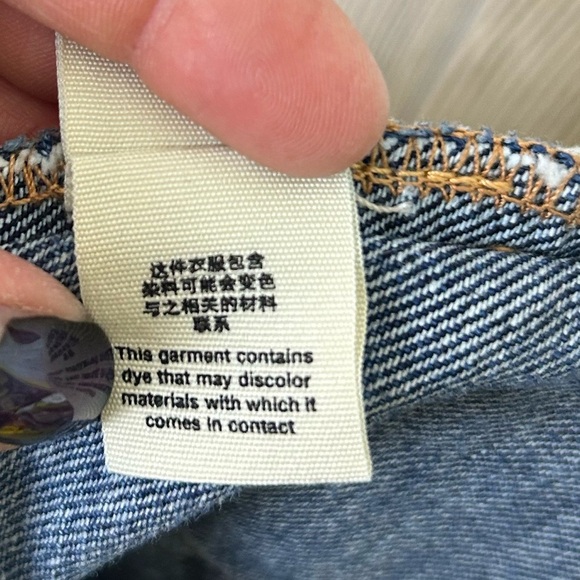 这件衣服包含
染料可能会变色
与之相关的材料
联系
This garment contains
dye that may discolor
materials with which it
comes in contact